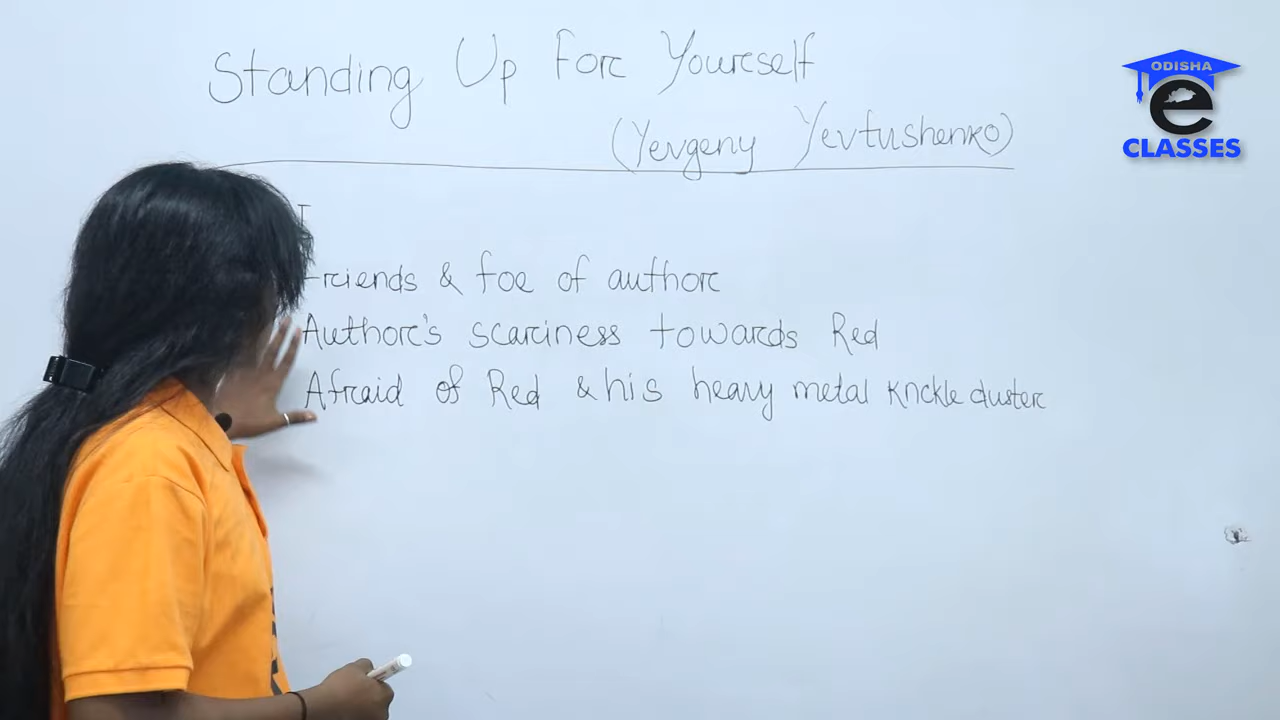 Standing Up For Yourself
(Yevgeny Yevtushenko)
I
Friends & foe of author
Author's scariness towards Red
Afraid of Red & his heavy metal knckle duster
ODISHA
e
CLASSES